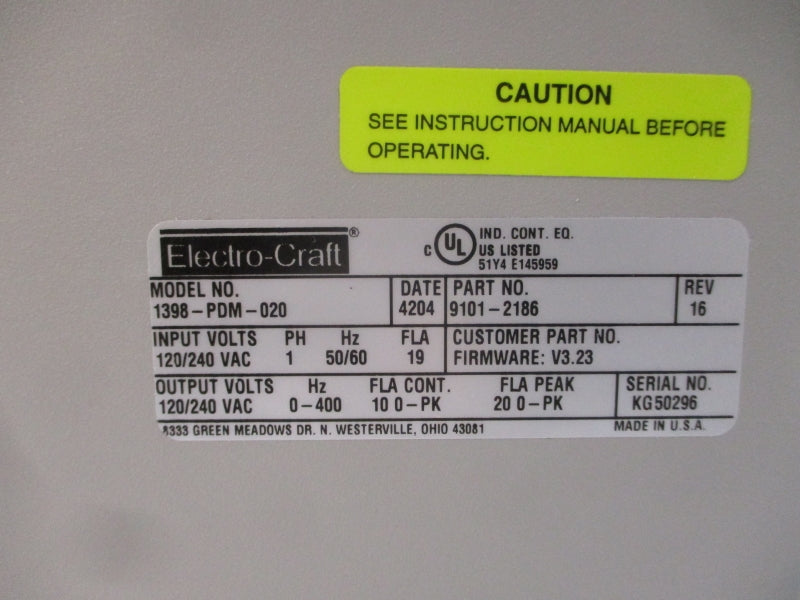 CAUTION
SEE INSTRUCTION MANUAL BEFORE
OPERATING.
Electro-Craft®
C UL US LISTED
IND. CONT. EQ.
51Y4 E145959
MODEL NO. DATE PART NO. REV
1398-PDM-020 4204 9101-2186 16
INPUT VOLTS PH Hz FLA CUSTOMER PART NO.
120/240 VAC 1 50/60 19 FIRMWARE: V3.23
OUTPUT VOLTS Hz FLA CONT. FLA PEAK SERIAL NO.
120/240 VAC 0-400 10 0-PK 20 0-PK KG50296
8333 GREEN MEADOWS DR. N. WESTERVILLE, OHIO 43081 MADE IN U.S.A.